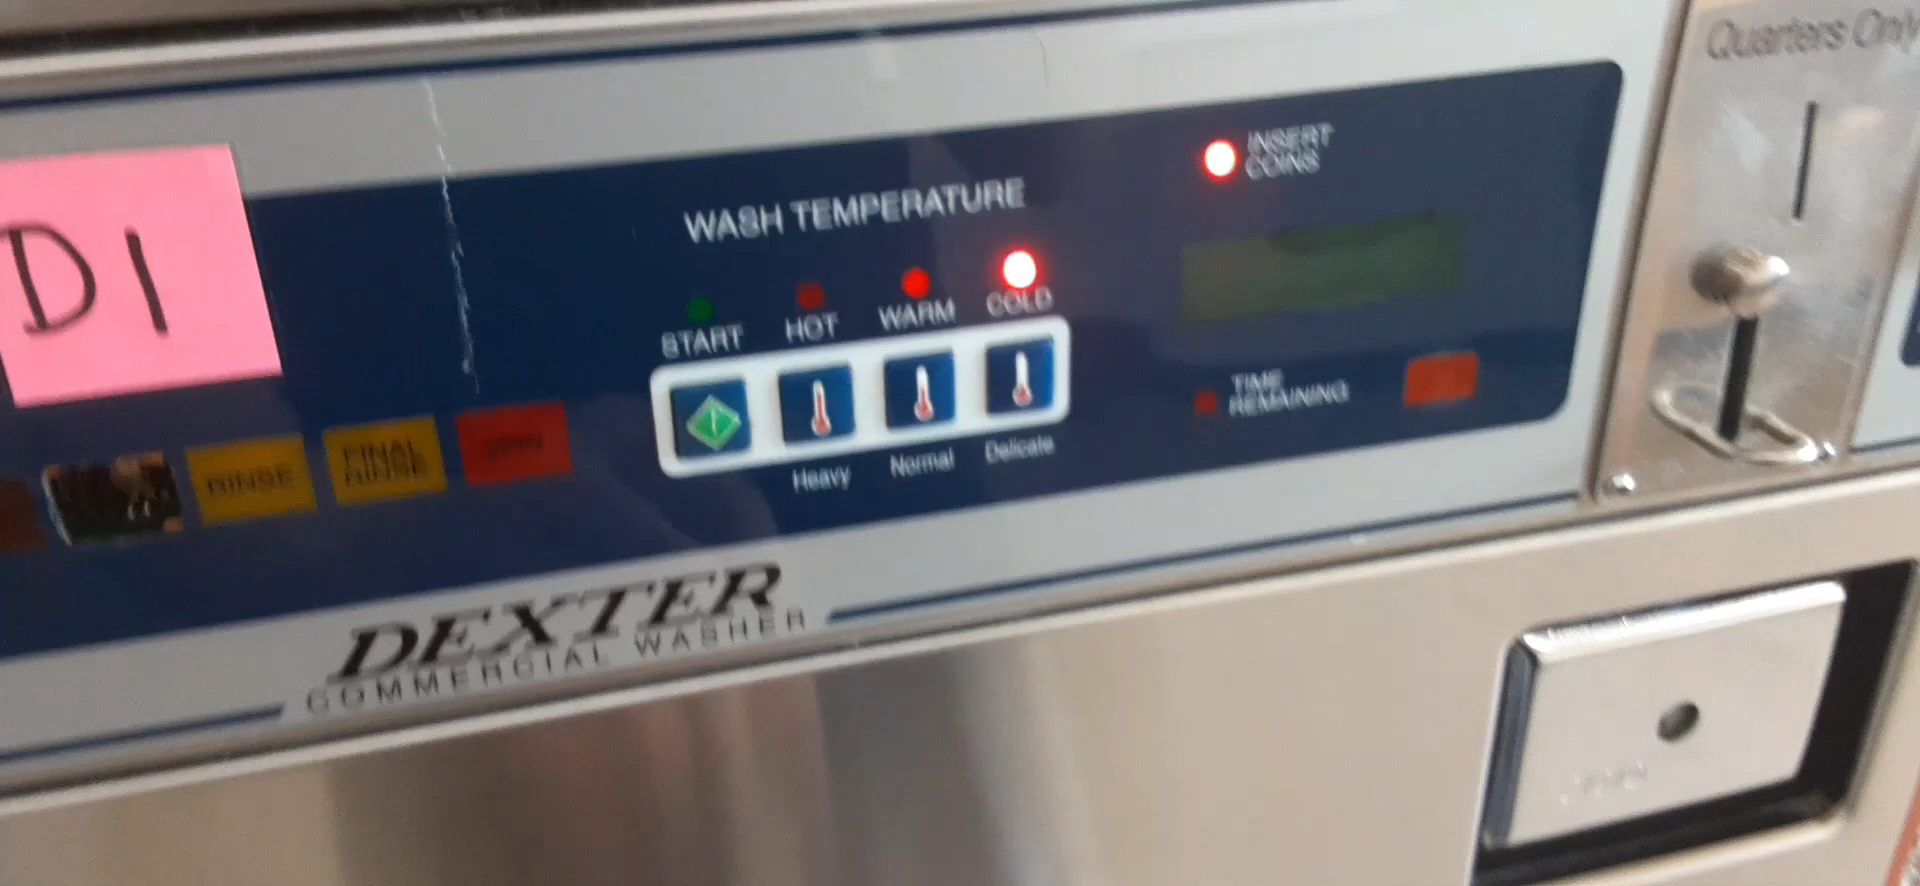 Quarters Only
INSERT
COINS
WASH TEMPERATURE
D1
START
HOT
WARM
COLD
TIME
REMAINING
RINSE
FINAL
RINSE
SPIN
Heavy
Normal
Delicate
DEXTER
COMMERCIAL WASHER